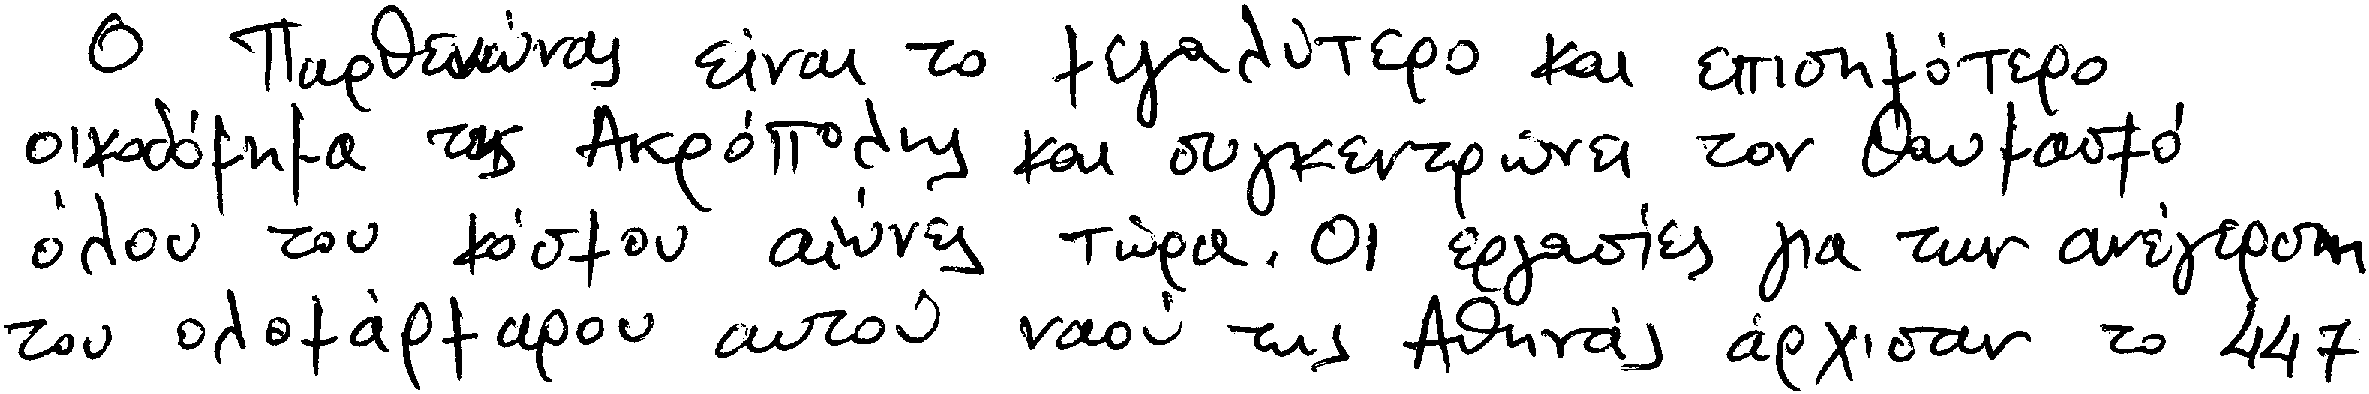 Ο Παρθενώνας είναι το μεγαλύτερο και επισημότερο
οικοδόμημα της Ακρόπολης και συγκεντρώνει τον θαυμασμό
όλου του κόσμου αιώνες τώρα. Οι εργασίες για την ανέγερση
του ολομάρμαρου αυτού ναού της Αθηνάς άρχισαν το 447